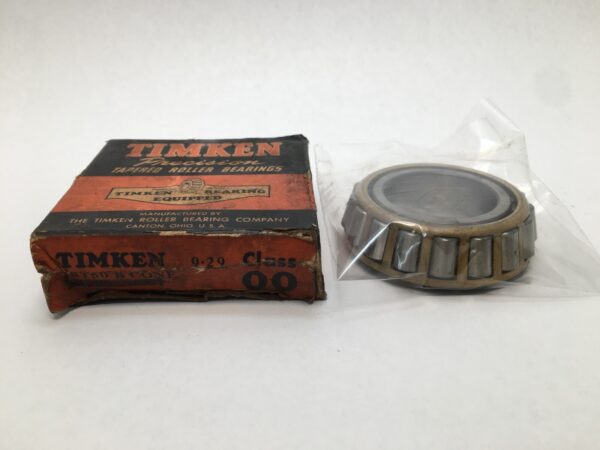 TIMKEN
Precision
TAPERED ROLLER BEARINGS
TIMKEN BEARING
EQUIPPED
MANUFACTURED BY
THE TIMKEN ROLLER BEARING COMPANY
CANTON, OHIO, U.S.A.
TIMKEN 9-29 Class
CONE 00